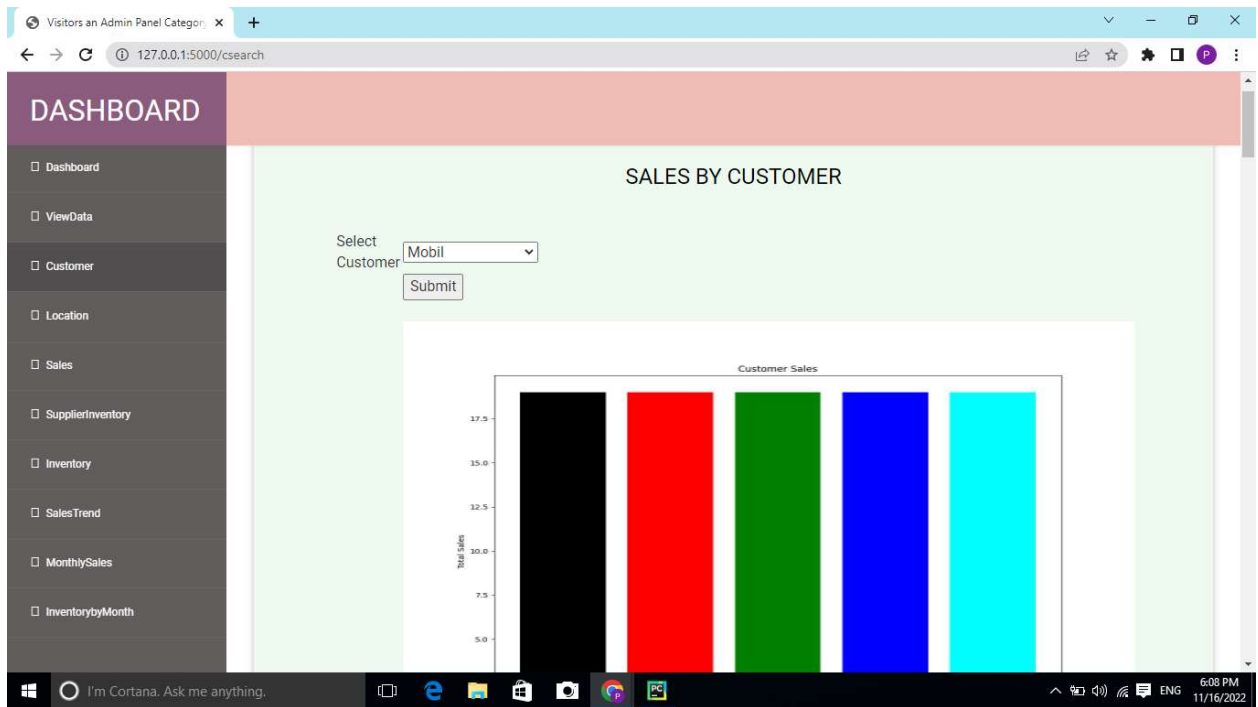 Visitors an Admin Panel Category
127.0.0.1:5000/csearch
P
DASHBOARD
Dashboard
ViewData
Customer
Location
Sales
SupplierInventory
Inventory
SalesTrend
MonthlySales
InventorybyMonth
SALES BY CUSTOMER
Select
Customer
Mobil
Submit
Customer Sales
17.5
15.0
12.5
10.0
7.5
5.0
Total Sales
I'm Cortana. Ask me anything.
PC
ENG
6:08 PM
11/16/2022